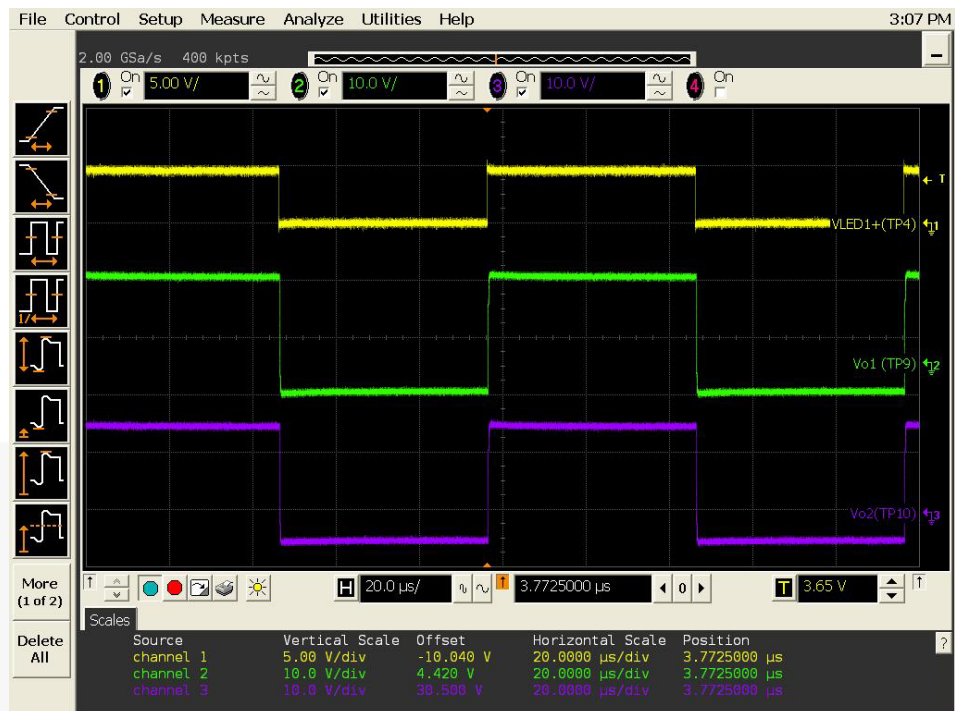 File Control Setup Measure Analyze Utilities Help 3:07 PM
2.00 GSa/s 400 kpts
1 On 5.00 V/ 2 On 10.0 V/ 3 On 10.0 V/ 4 On
T
VLED1+(TP4) 1
Vo1 (TP9) 2
Vo2(TP10) 3
1/
More
(1 of 2)
Delete
All
H 20.0 µs/ T 3.7725000 µs 0 T 3.65 V
Scales
?
Source Vertical Scale Offset Horizontal Scale Position
channel 1 5.00 V/div -10.040 V 20.0000 µs/div 3.7725000 µs
channel 2 10.0 V/div 4.420 V 20.0000 µs/div 3.7725000 µs
channel 3 10.0 V/div 30.500 V 20.0000 µs/div 3.7725000 µs